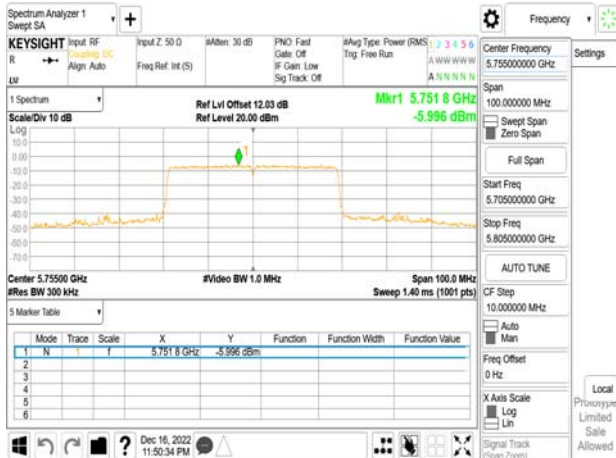 Spectrum Analyzer 1
Swept SA
+
Frequency
KEYSIGHT
Input: RF
Coupling: DC
Align: Auto
Input Z: 50 Ω
Freq Ref: Int (S)
#Atten: 30 dB
PNO: Fast
Gate: Off
IF Gain: Low
Sig Track: Off
#Avg Type: Power (RMS
Trig: Free Run
1 2 3 4 5 6
A W W W W W
A N N N N N
R
LVI
1 Spectrum
Scale/Div 10 dB
Ref Lvl Offset 12.03 dB
Ref Level 20.00 dBm
Mkr1 5.751 8 GHz
-5.996 dBm
Log
10.0
0.00
-10.0
-20.0
-30.0
-40.0
-50.0
-60.0
-70.0
1
Center 5.75500 GHz
#Video BW 1.0 MHz
Span 100.0 MHz
#Res BW 300 kHz
Sweep 1.40 ms (1001 pts)
5 Marker Table
Mode Trace Scale X Y Function Function Width Function Value
1 N 1 f 5.751 8 GHz -5.996 dBm
2
3
4
5
6
Dec 16, 2022
11:50:34 PM
Center Frequency
5.755000000 GHz
Settings
Span
100.000000 MHz
Swept Span
Zero Span
Full Span
Start Freq
5.705000000 GHz
Stop Freq
5.805000000 GHz
AUTO TUNE
CF Step
10.000000 MHz
Auto
Man
Freq Offset
0 Hz
X Axis Scale
Log
Lin
Signal Track
(Span Zoom)
Local
Prototype
Limited
Sale
Allowed